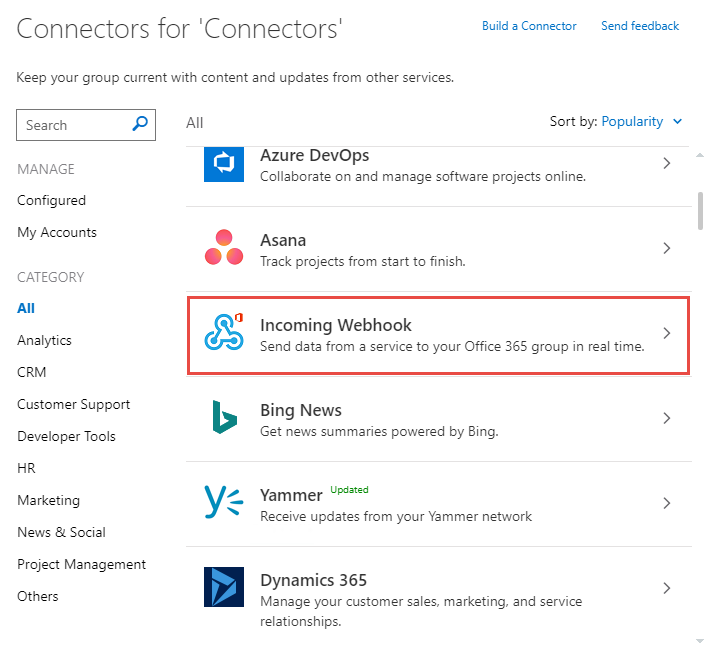 Connectors for 'Connectors'
Build a Connector
Send feedback
Keep your group current with content and updates from other services.
Search
All
Sort by: Popularity
MANAGE
Configured
My Accounts
CATEGORY
All
Analytics
CRM
Customer Support
Developer Tools
HR
Marketing
News & Social
Project Management
Others
Azure DevOps
Collaborate on and manage software projects online.
Asana
Track projects from start to finish.
Incoming Webhook
Send data from a service to your Office 365 group in real time.
Bing News
Get news summaries powered by Bing.
Yammer Updated
Receive updates from your Yammer network
Dynamics 365
Manage your customer sales, marketing, and service
relationships.